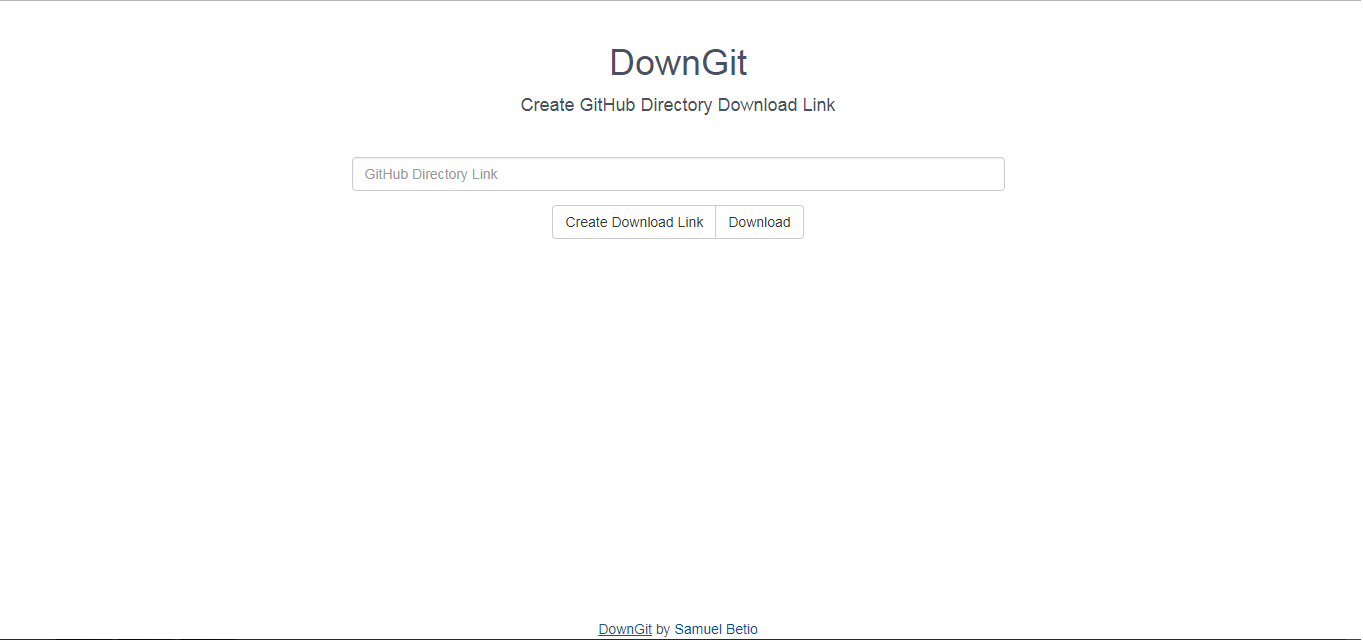 DownGit
Create GitHub Directory Download Link
GitHub Directory Link
Create Download Link Download
DownGit by Samuel Betio